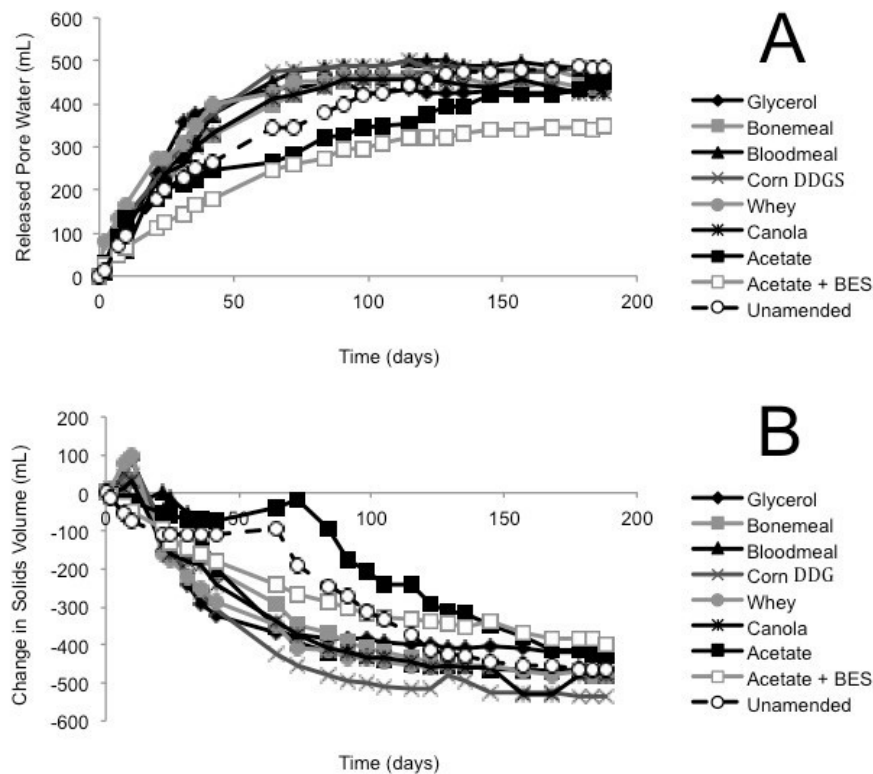 600
500
400
300
200
100
0
Released Pore Water (mL)
0 50 100 150 200
Time (days)
A
Glycerol
Bonemeal
Bloodmeal
Corn DDGS
Whey
Canola
Acetate
Acetate + BES
Unamended
200
100
0
-100
-200
-300
-400
-500
-600
Change in Solids Volume (mL)
0 50 100 150 200
Time (days)
B
Glycerol
Bonemeal
Bloodmeal
Corn DDG
Whey
Canola
Acetate
Acetate + BES
Unamended